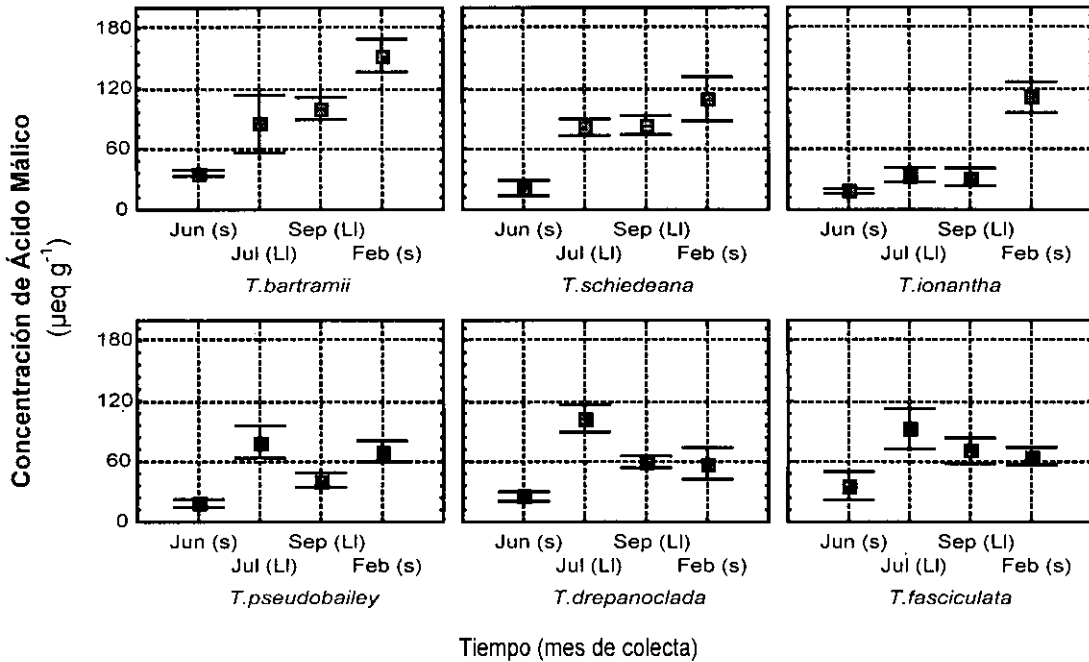 Concentración de Ácido Málico
(µeq g⁻¹)
180
120
60
0
Jun (s)
Sep (Ll)
Jul (Ll)
Feb (s)
T.bartramii
Jun (s)
Sep (Ll)
Jul (Ll)
Feb (s)
T.schiedeana
Jun (s)
Sep (Ll)
Jul (Ll)
Feb (s)
T.ionantha
180
120
60
0
Jun (s)
Sep (Ll)
Jul (Ll)
Feb (s)
T.pseudobailey
Jun (s)
Sep (Ll)
Jul (Ll)
Feb (s)
T.drepanoclada
Jun (s)
Sep (Ll)
Jul (Ll)
Feb (s)
T.fasciculata
Tiempo (mes de colecta)